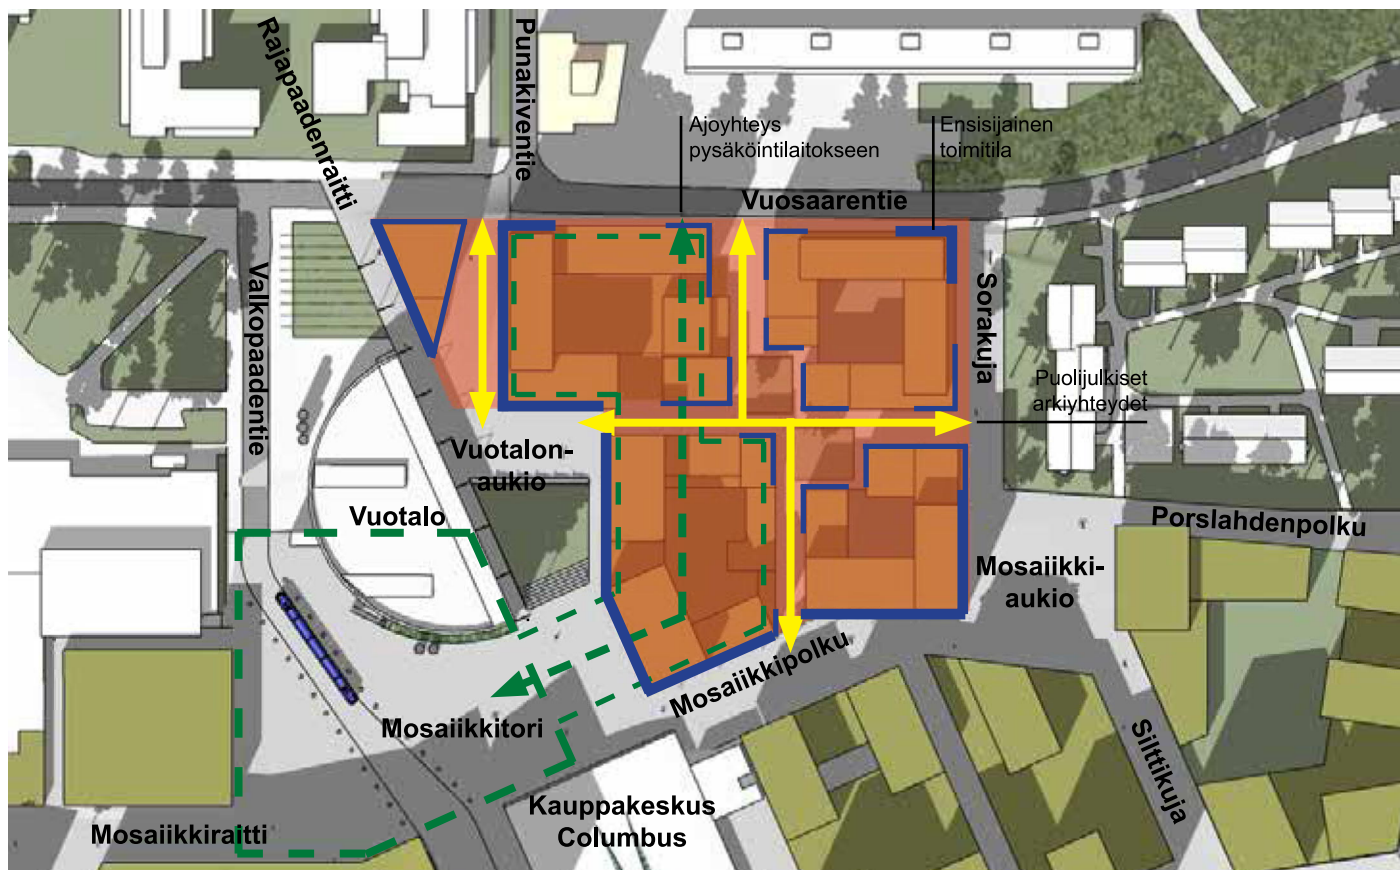 Rajapaadenraitti
Punakiventie
Ajoyhteys
pysäköintilaitokseen
Ensisijainen
toimitila
Vuosaarentie
Valkopaadentie
Sorakuja
Puolijulkiset
arkiyhteydet
Vuotalon-
aukio
Vuotalo
Porslahdenpolku
Mosaiikki-
aukio
Mosaiikkipolku
Mosaiikkitori
Silttikuja
Kauppakeskus
Columbus
Mosaiikkiraitti